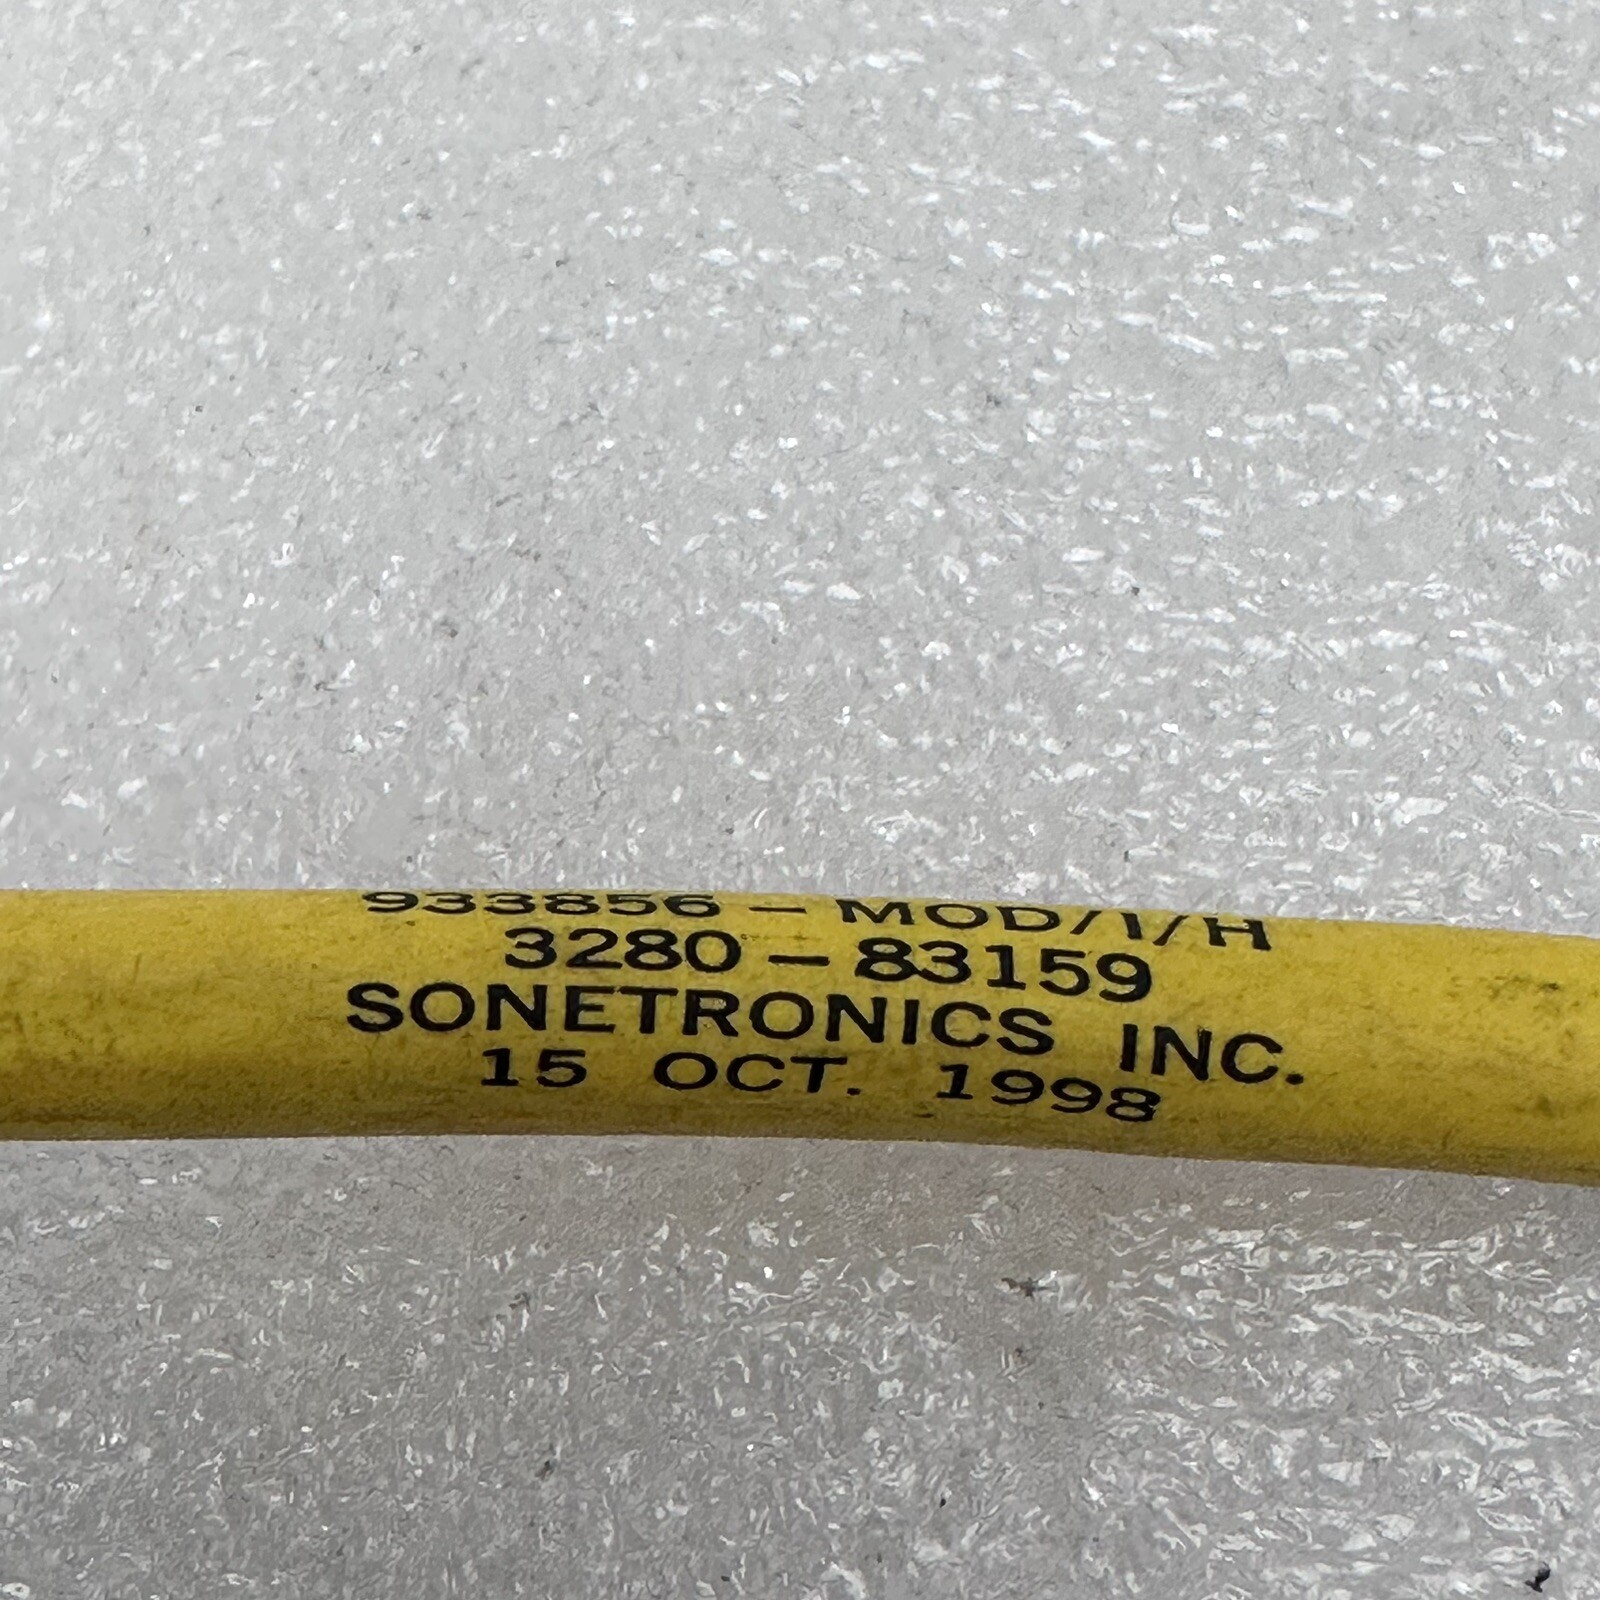 933856 - MOD/1/H
3280 - 83159
SONETRONICS INC.
15 OCT. 1998